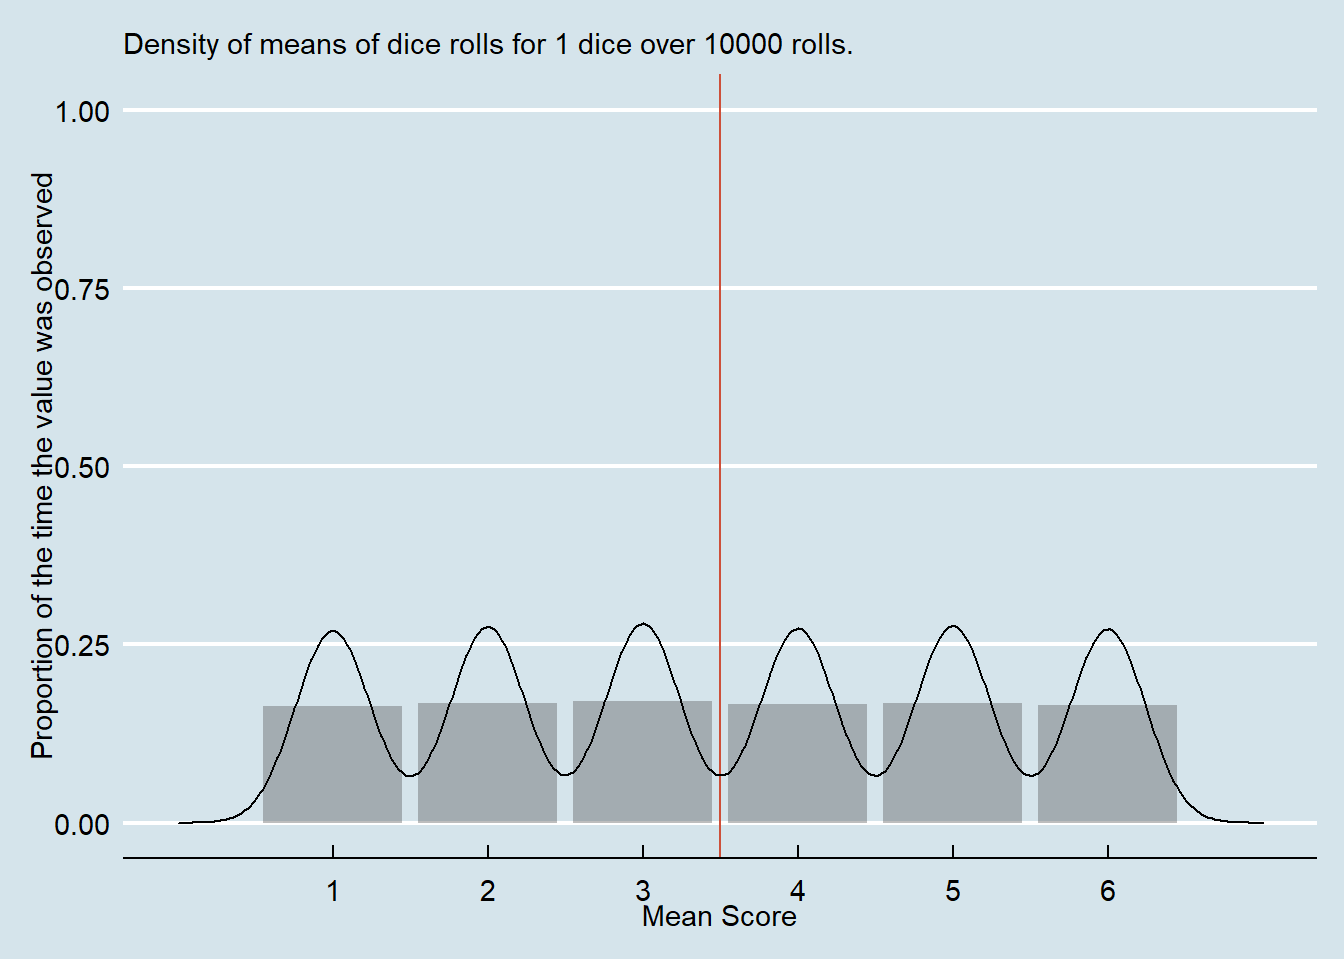 Density of means of dice rolls for 1 dice over 10000 rolls.
Proportion of the time the value was observed
1.00
0.75
0.50
0.25
0.00
1 2 3 4 5 6
Mean Score